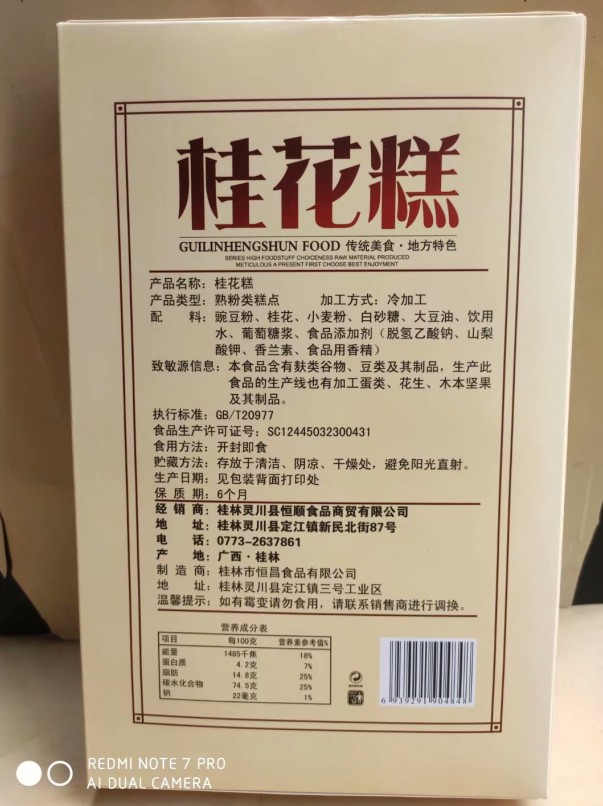 桂花糕
GUILINHENGSHUN FOOD 传统美食·地方特色
SERIES HIGH FOODSTUFF CHOICENESS RAW MATERIAL PRODUCED
METICULOUS A PRESENT FIRST CHOOSE BEST ENJOYMENT
产品名称：桂花糕
产品类型：熟粉类糕点 加工方式：冷加工
配 料：豌豆粉、桂花、小麦粉、白砂糖、大豆油、饮用
水、葡萄糖浆、食品添加剂（脱氢乙酸钠、山梨
酸钾、香兰素、食品用香精）
致敏源信息：本食品含有麸类谷物、豆类及其制品，生产此
食品的生产线也有加工蛋类、花生、木本坚果
及其制品。
执行标准：GB/T20977
食品生产许可证号：SC12445032300431
食用方法：开封即食
贮藏方法：存放于清洁、阴凉、干燥处，避免阳光直射。
生产日期：见包装背面打印处
保 质 期：6个月
经 销 商：桂林灵川县恒顺食品商贸有限公司
地 址：桂林灵川县定江镇新民北街87号
电 话：0773-2637861
产 地：广西·桂林
制 造 商：桂林市恒昌食品有限公司
地 址：桂林灵川县定江镇三号工业区
温馨提示：如有霉变请勿食用，请联系销售商进行调换。
营养成分表
项目 每100克 营养素参考值%
能量 1485千焦 18%
蛋白质 4.2克 7%
脂肪 14.8克 25%
碳水化合物 74.5克 25%
钠 22毫克 1%
6 939291 904848
REDMI NOTE 7 PRO
AI DUAL CAMERA